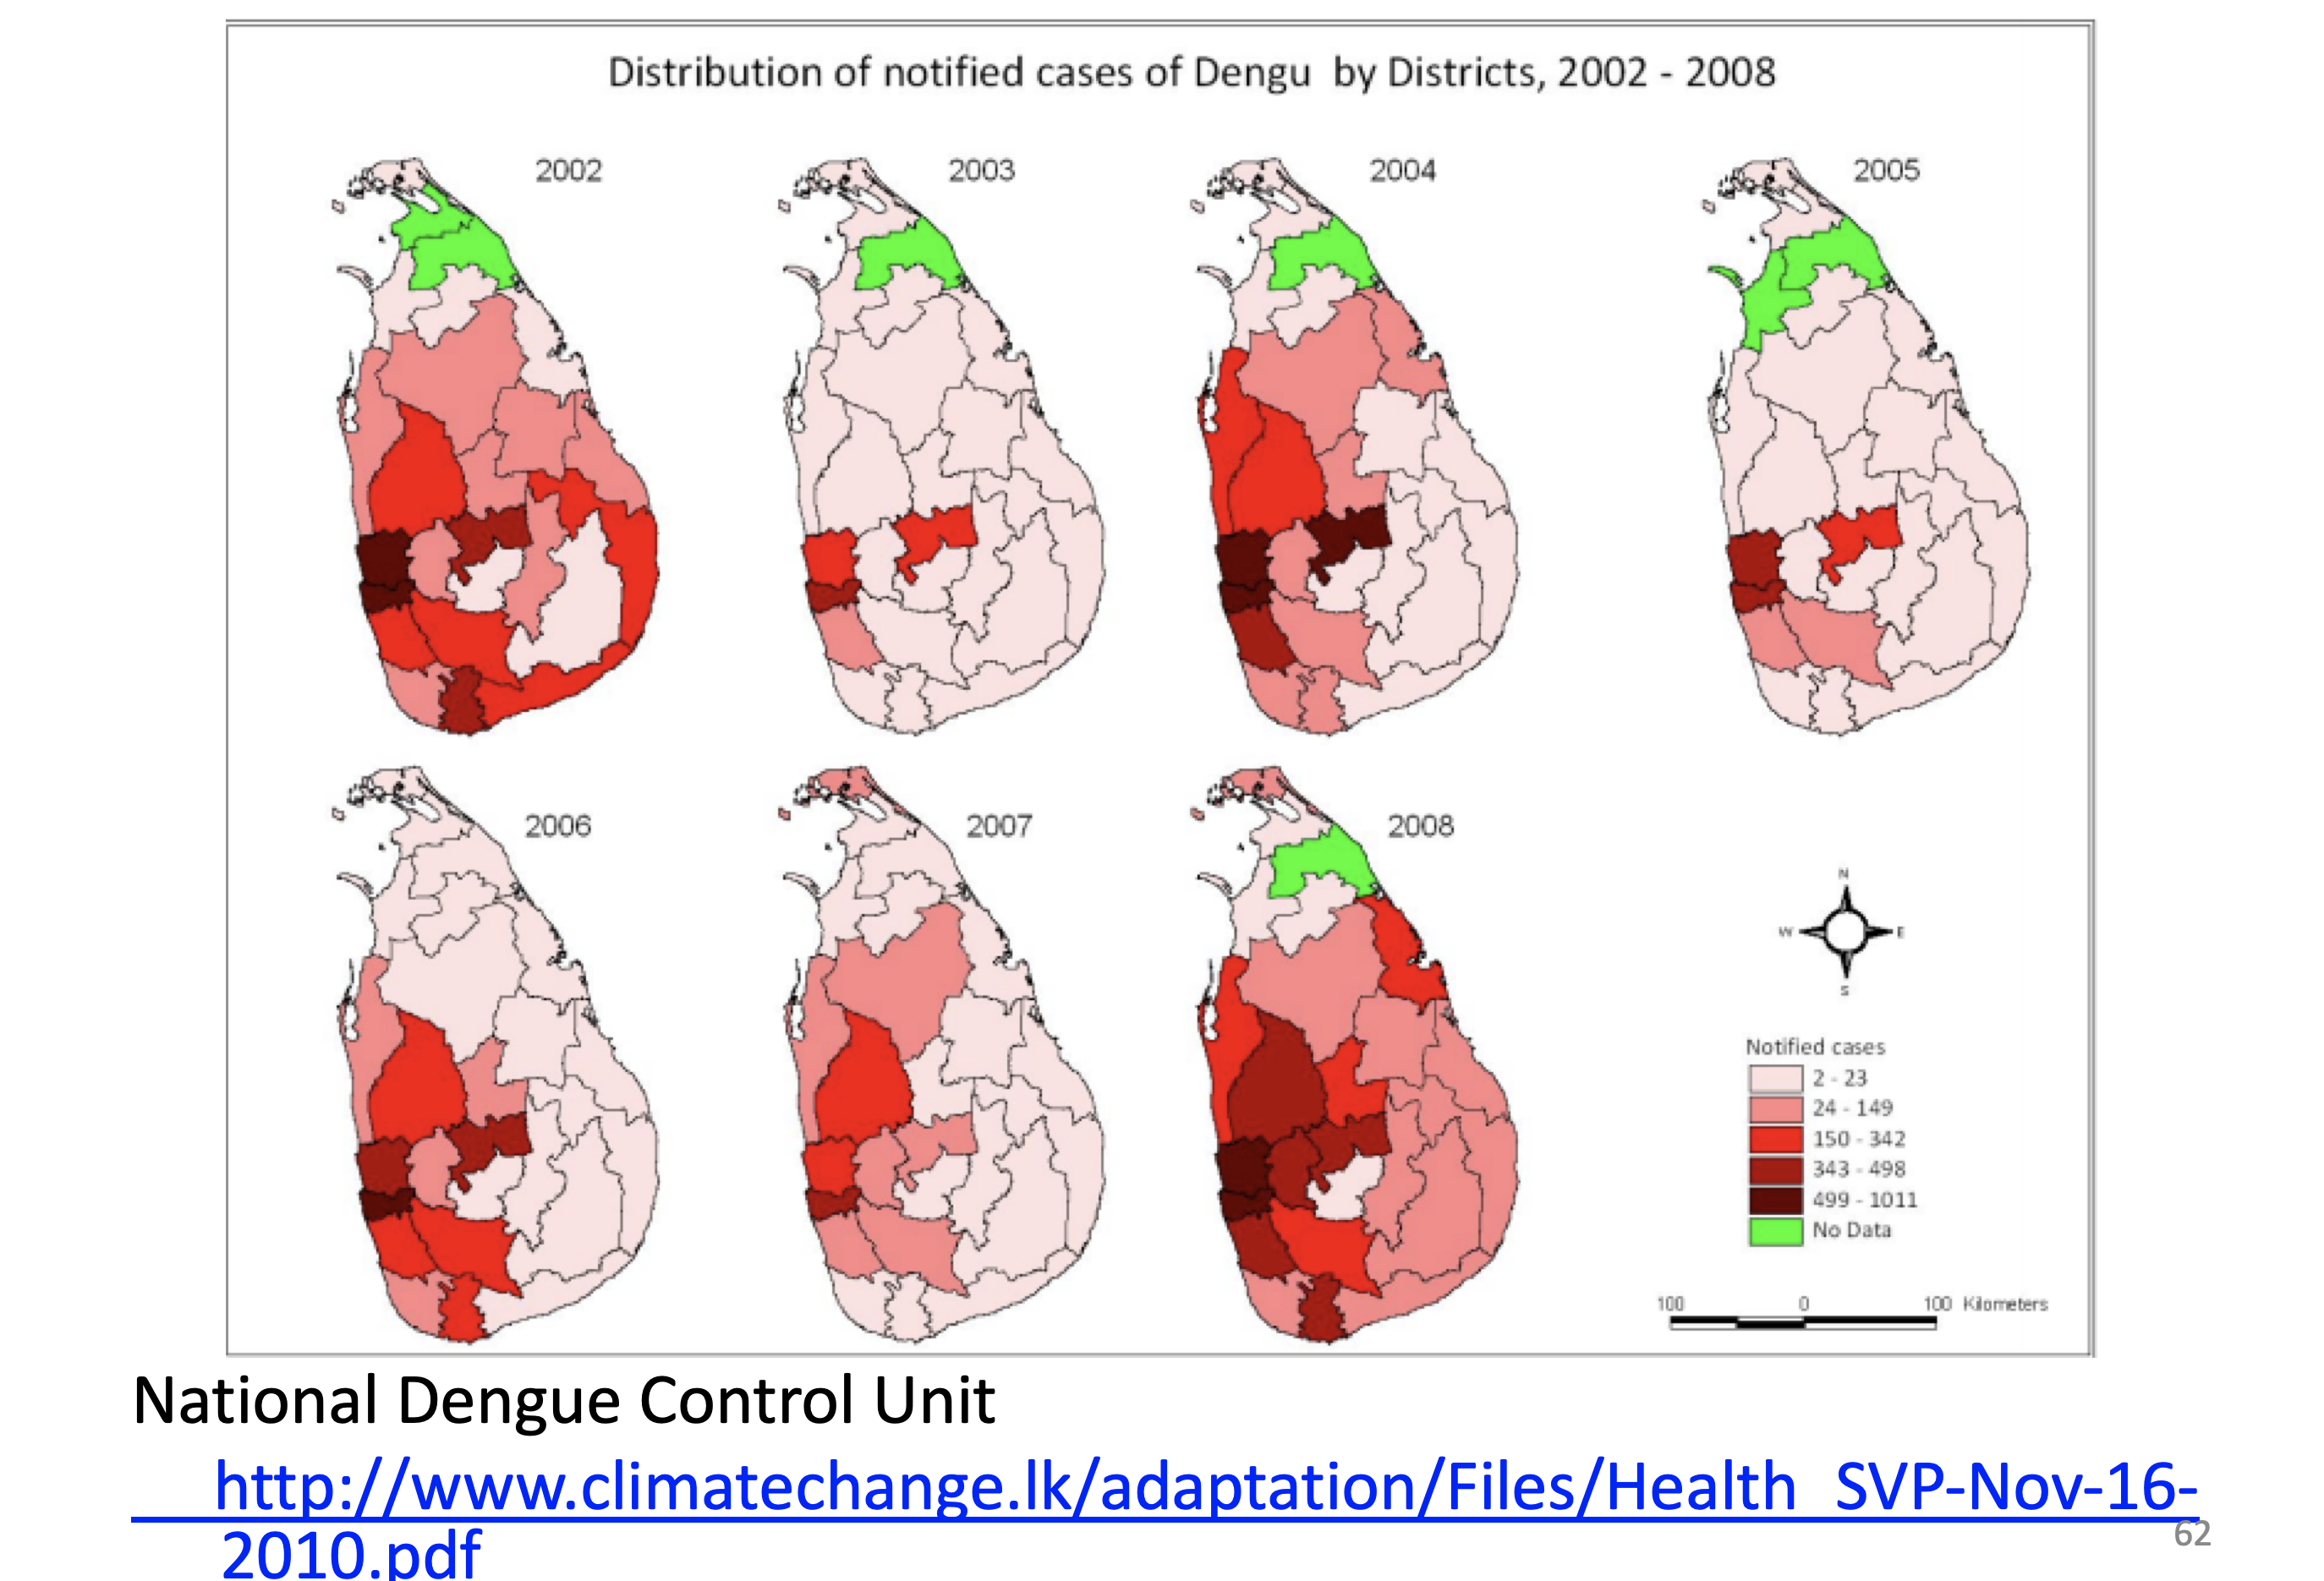 Distribution of notified cases of Dengu by Districts, 2002 - 2008
2002
2003
2004
2005
2006
2007
2008
N
W
E
S
Notified cases
2 - 23
24 - 149
150 - 342
343 - 498
499 - 1011
No Data
100 0 100 Kilometers
National Dengue Control Unit
http://www.climatechange.lk/adaptation/Files/Health_SVP-Nov-16-
2010.pdf
62